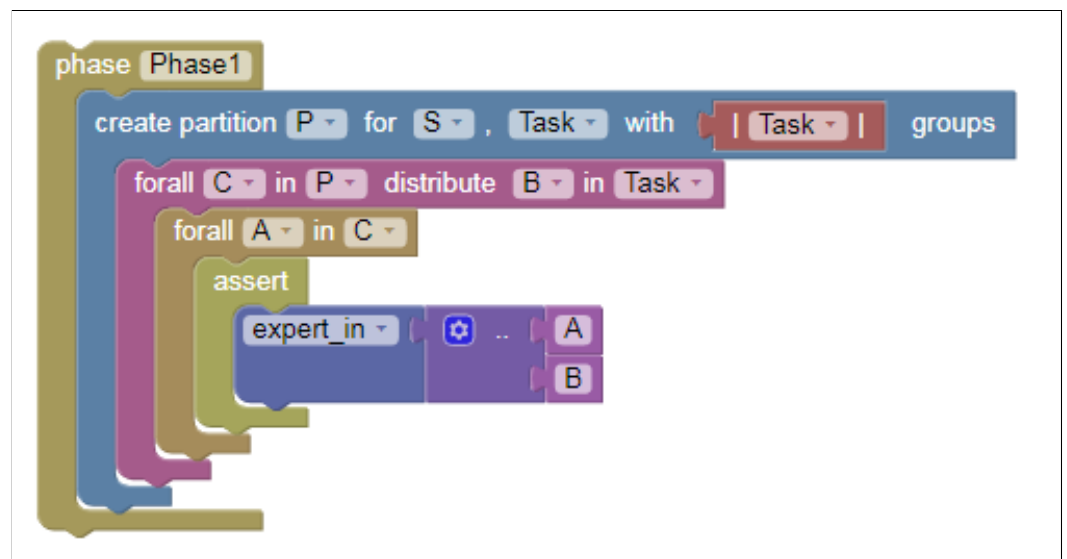 phase Phase1
create partition P for S , Task with | Task | groups
forall C in P distribute B in Task
forall A in C
assert
expert_in .. A
B